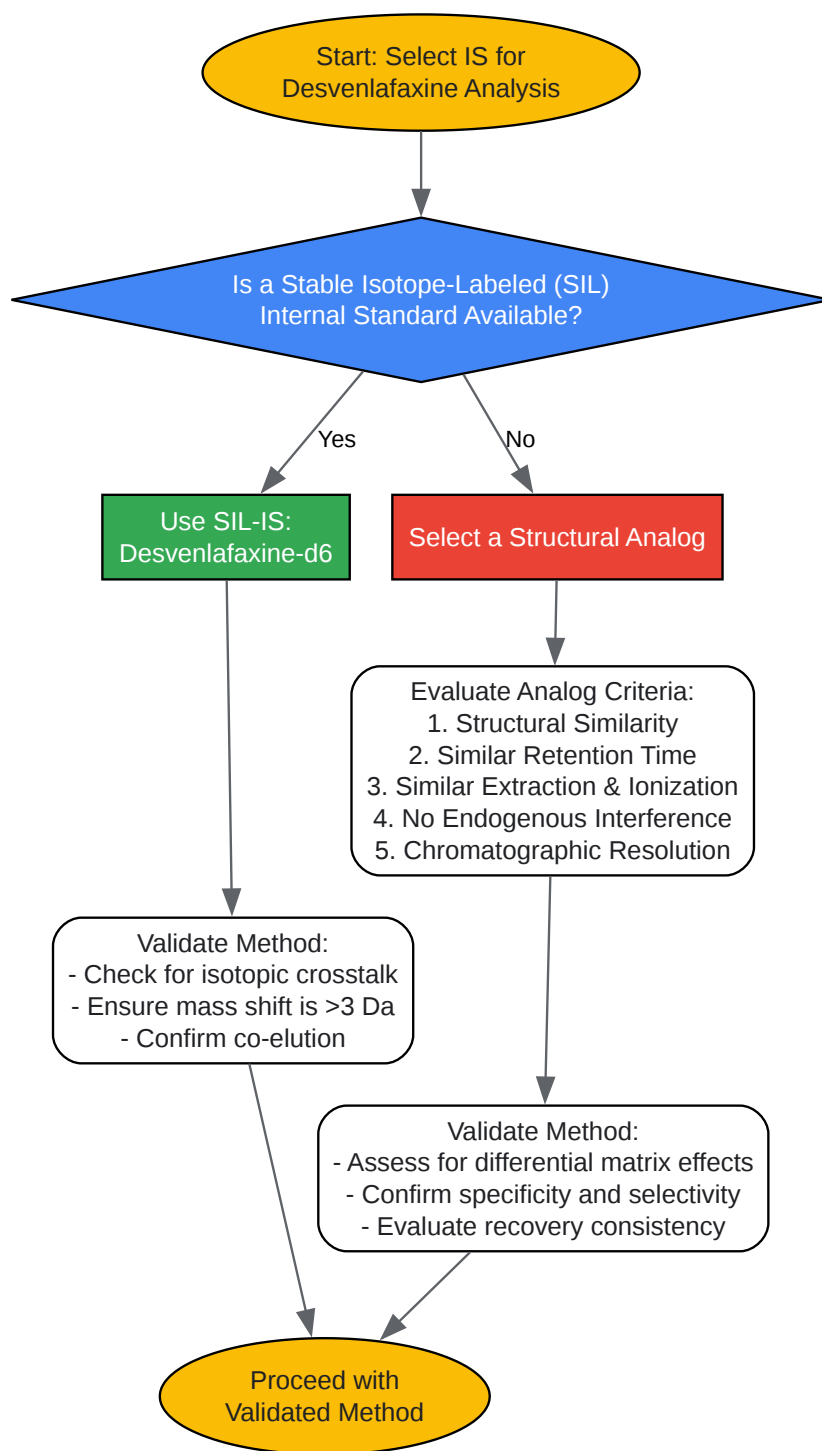 Start: Select IS for
Desvenlafaxine Analysis
Is a Stable Isotope-Labeled (SIL)
Internal Standard Available?
Yes
No
Use SIL-IS:
Desvenlafaxine-d6
Select a Structural Analog
Evaluate Analog Criteria:
1. Structural Similarity
2. Similar Retention Time
3. Similar Extraction & Ionization
4. No Endogenous Interference
5. Chromatographic Resolution
Validate Method:
- Check for isotopic crosstalk
- Ensure mass shift is >3 Da
- Confirm co-elution
Validate Method:
- Assess for differential matrix effects
- Confirm specificity and selectivity
- Evaluate recovery consistency
Proceed with
Validated Method